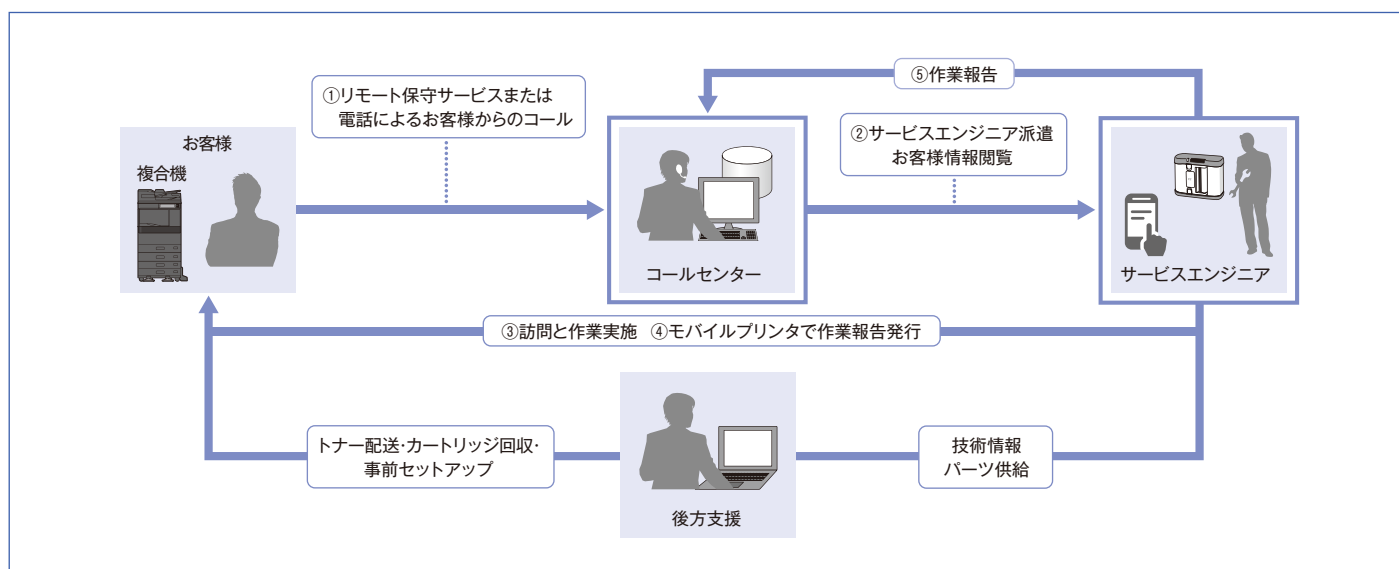 ⑤作業報告
①リモート保守サービスまたは
電話によるお客様からのコール
②サービスエンジニア派遣
お客様情報閲覧
お客様
複合機
コールセンター
サービスエンジニア
③訪問と作業実施 ④モバイルプリンタで作業報告発行
トナー配送・カートリッジ回収・
事前セットアップ
技術情報
パーツ供給
後方支援